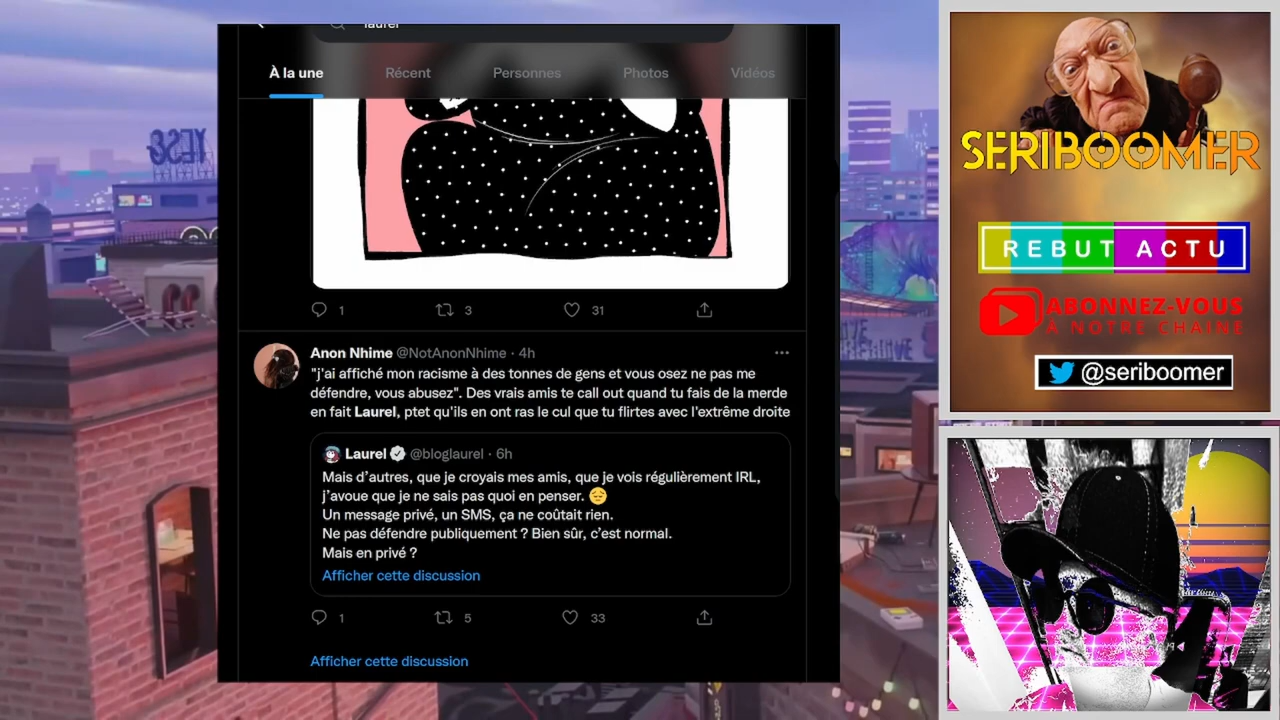 laurel
À la une Récent Personnes Photos Vidéos
1 3 31
Anon Nhime @NotAnonNhime · 4h
"j'ai affiché mon racisme à des tonnes de gens et vous osez ne pas me
défendre, vous abusez". Des vrais amis te call out quand tu fais de la merde
en fait Laurel, ptet qu'ils en ont ras le cul que tu flirtes avec l'extrême droite
Laurel @bloglaurel · 6h
Mais d'autres, que je croyais mes amis, que je vois régulièrement IRL,
j'avoue que je ne sais pas quoi en penser. 😔
Un message privé, un SMS, ça ne coûtait rien.
Ne pas défendre publiquement ? Bien sûr, c'est normal.
Mais en privé ?
Afficher cette discussion
1 5 33
Afficher cette discussion
SERIBOOMER
REBUT ACTU
ABONNEZ-VOUS
À NOTRE CHAINE
@seriboomer